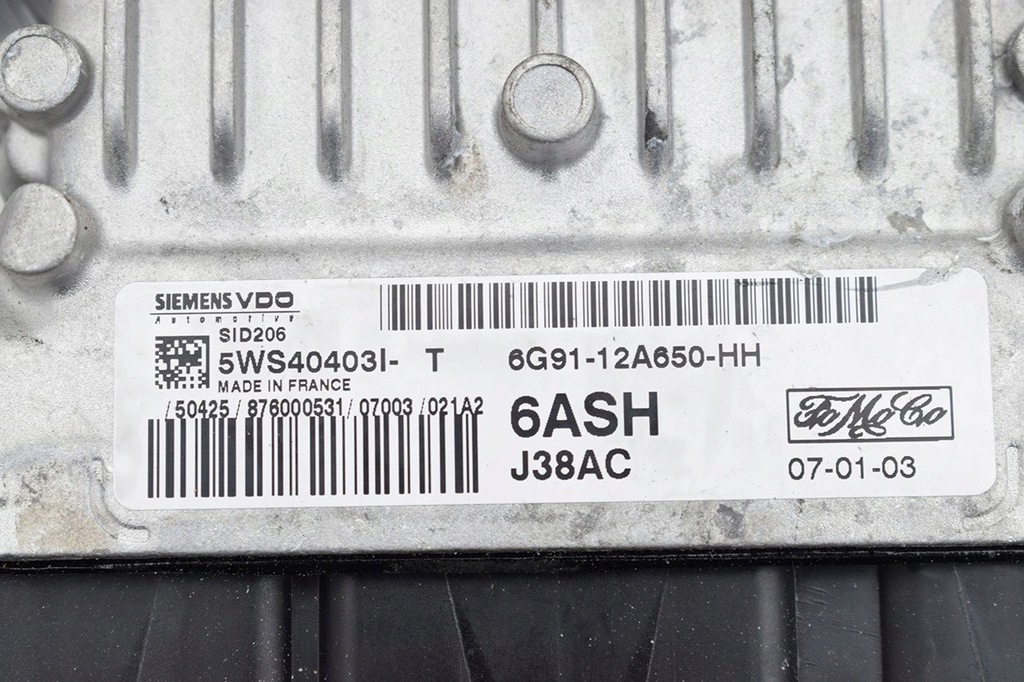 SIEMENS VDO
Automotive
SID206
5WS40403I- T
6G91-12A650-HH
MADE IN FRANCE
/50425/876000531/07003/021A2
6ASH
FoMoCo
J38AC
07-01-03